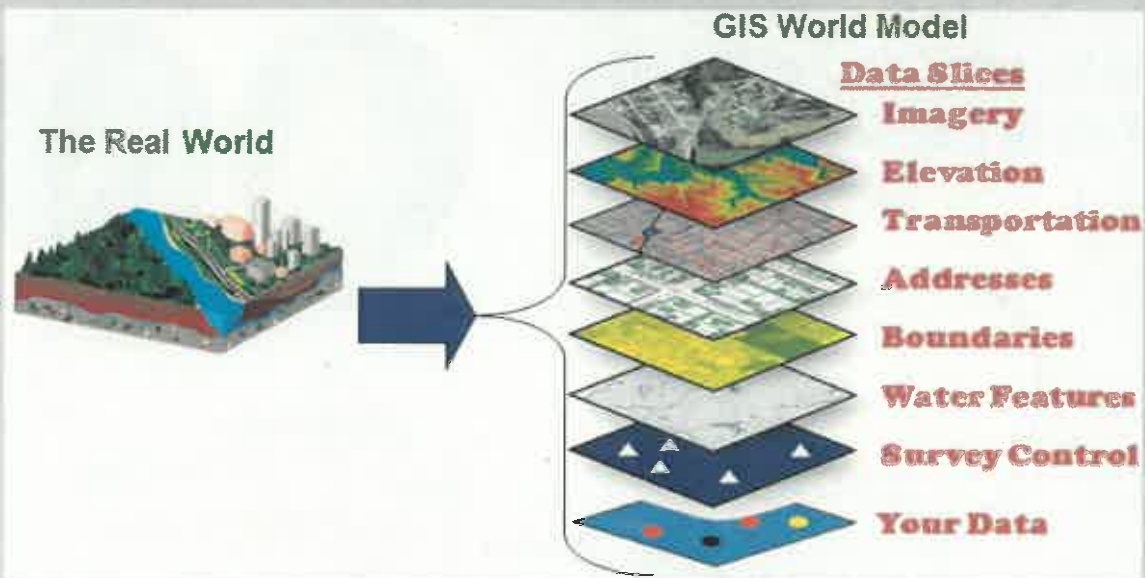 GIS World Model
Data Slices
Imagery
The Real World
Elevation
Transportation
Addresses
Boundaries
Water Features
Survey Control
Your Data